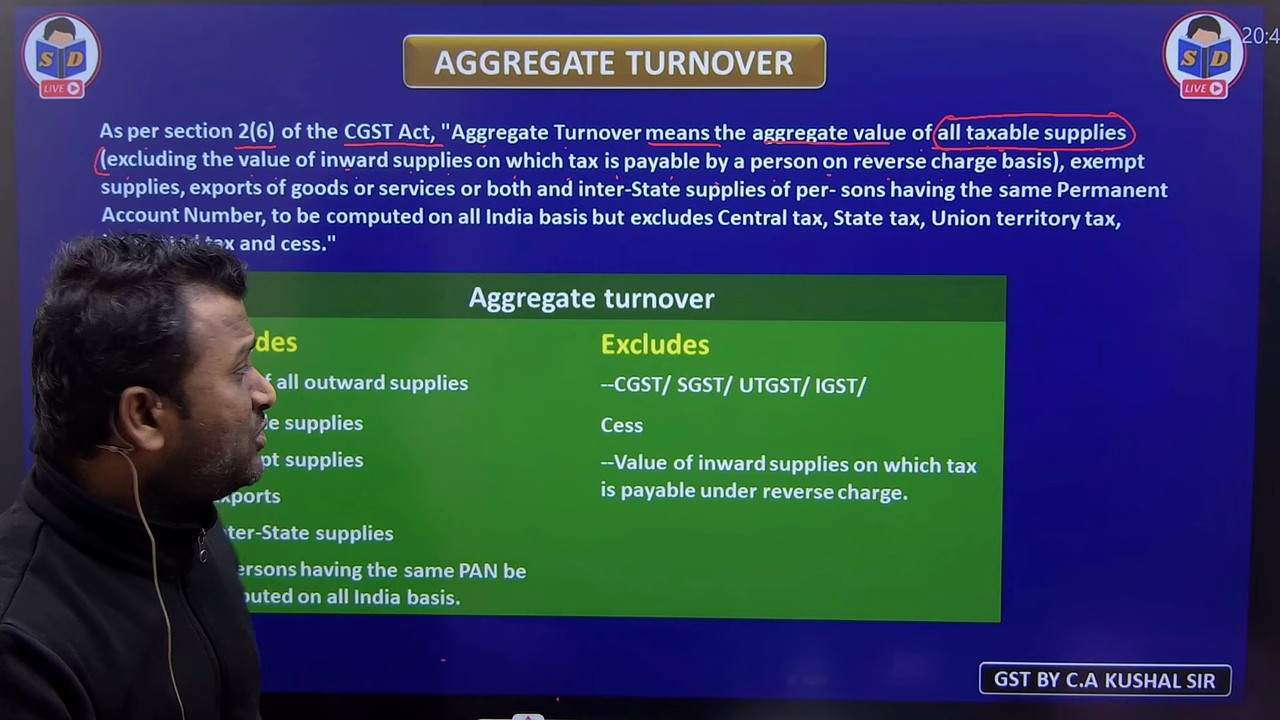 S D
LIVE
AGGREGATE TURNOVER
S D
LIVE
20:4
As per section 2(6) of the CGST Act, "Aggregate Turnover means the aggregate value of all taxable supplies
(excluding the value of inward supplies on which tax is payable by a person on reverse charge basis), exempt
supplies, exports of goods or services or both and inter-State supplies of per- sons having the same Permanent
Account Number, to be computed on all India basis but excludes Central tax, State tax, Union territory tax,
tax and cess."
Aggregate turnover
all outward supplies
supplies
supplies
supplies
having the same PAN be
on all India basis.
Excludes
--CGST/ SGST/ UTGST/ IGST/
Cess
--Value of inward supplies on which tax
is payable under reverse charge.
GST BY C.A KUSHAL SIR